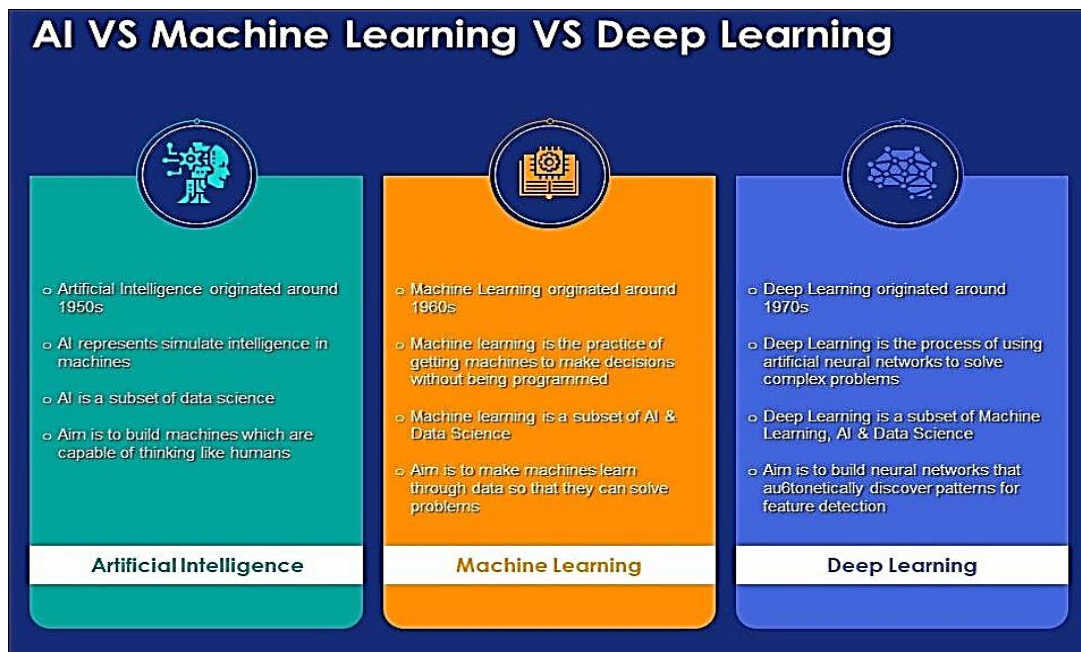 AI VS Machine Learning VS Deep Learning
o Artificial Intelligence originated around
1950s
o AI represents simulate intelligence in
machines
o AI is a subset of data science
o Aim is to build machines which are
capable of thinking like humans
Artificial Intelligence
o Machine Learning originated around
1960s
o Machine learning is the practice of
getting machines to make decisions
without being programmed
o Machine learning is a subset of AI &
Data Science
o Aim is to make machines learn
through data so that they can solve
problems
Machine Learning
o Deep Learning originated around
1970s
o Deep Learning is the process of using
artificial neural networks to solve
complex problems
o Deep Learning is a subset of Machine
Learning, AI & Data Science
o Aim is to build neural networks that
au6tonetically discover patterns for
feature detection
Deep Learning